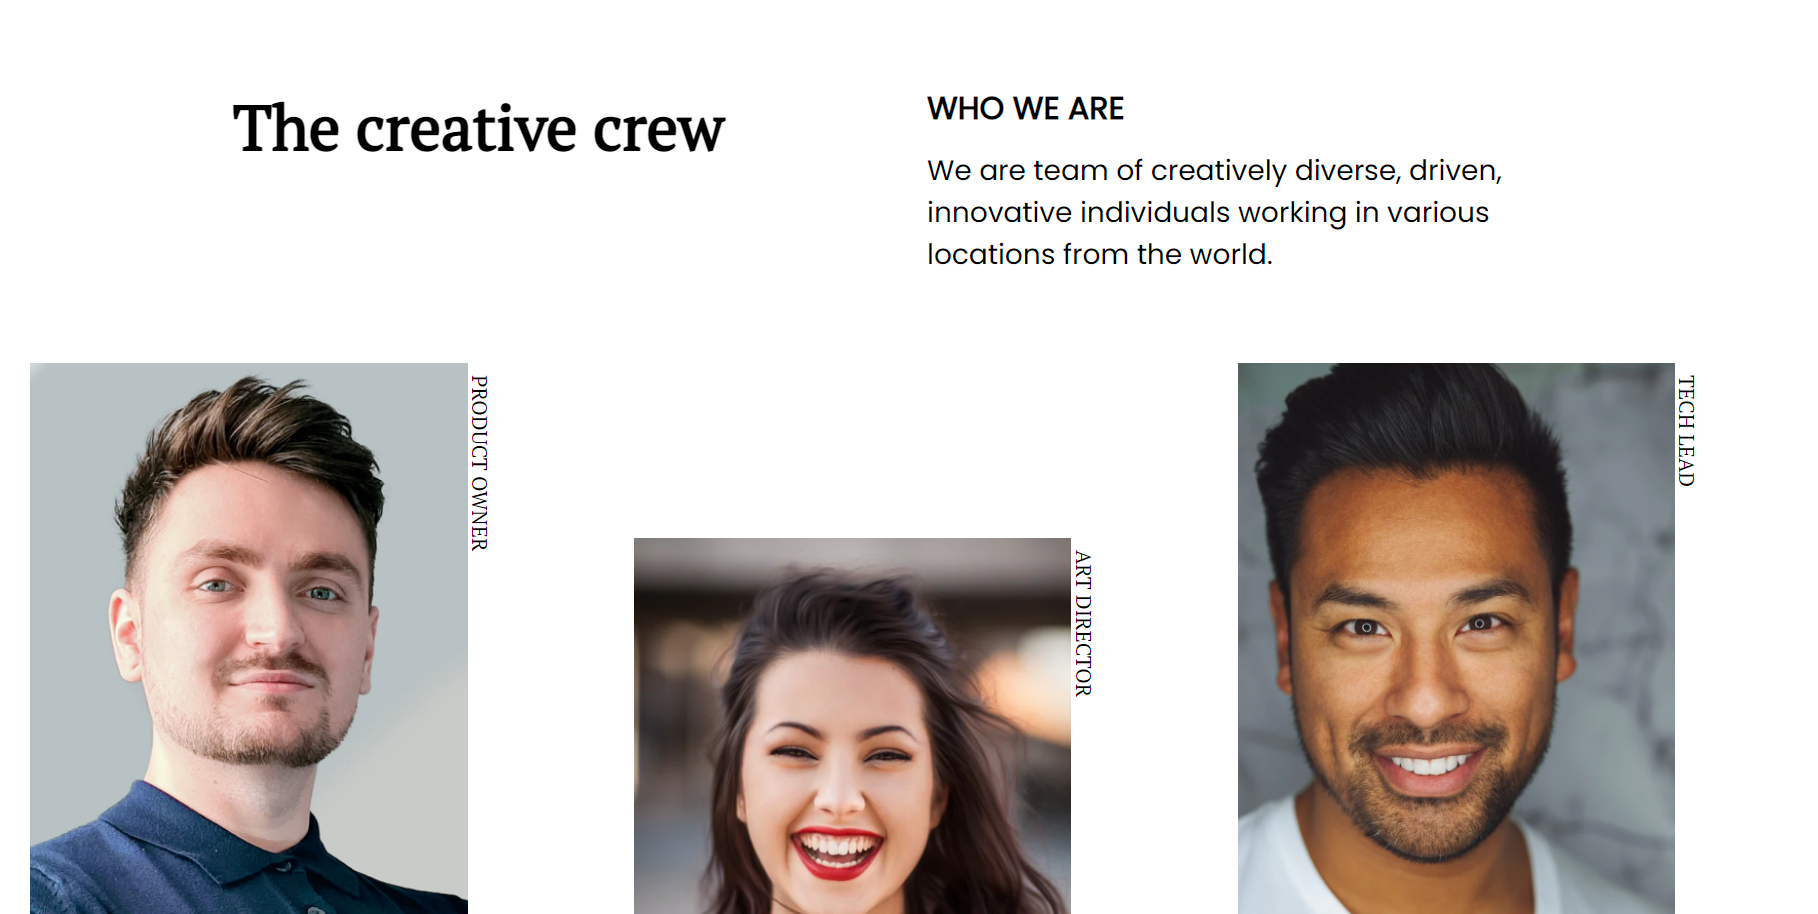 The creative crew
WHO WE ARE
We are team of creatively diverse, driven,
innovative individuals working in various
locations from the world.
PRODUCT OWNER
ART DIRECTOR
TECH LEAD